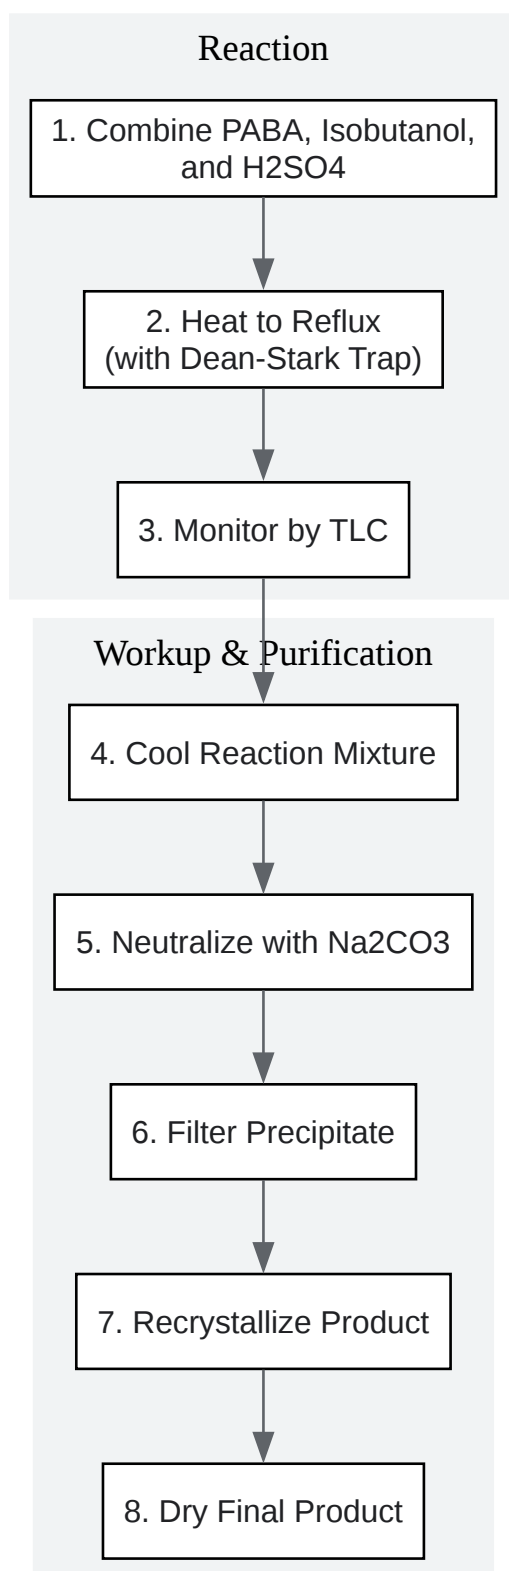 Reaction
1. Combine PABA, Isobutanol,
and H2SO4
2. Heat to Reflux
(with Dean-Stark Trap)
3. Monitor by TLC
Workup & Purification
4. Cool Reaction Mixture
5. Neutralize with Na2CO3
6. Filter Precipitate
7. Recrystallize Product
8. Dry Final Product